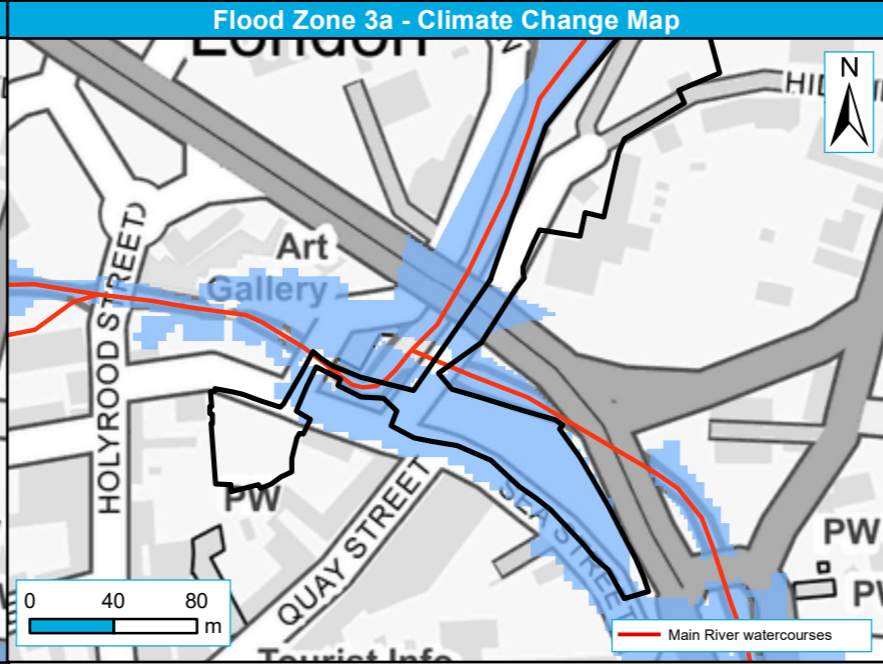 Flood Zone 3a - Climate Change Map
London
N
HOLYROOD STREET
Art
Gallery
PW
QUAY STREET
SEA STREET
PW
0 40 80
m
Main River watercourses
Tourist Info